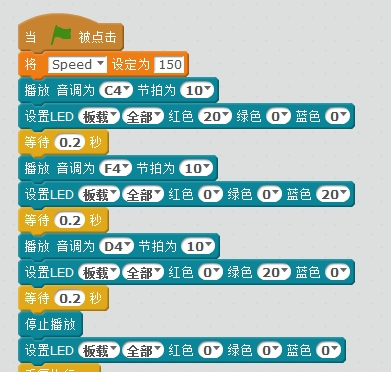 当 被点击
将 Speed 设定为 150
播放 音调为 C4 节拍为 10
设置LED 板载 全部 红色 20 绿色 0 蓝色 0
等待 0.2 秒
播放 音调为 F4 节拍为 10
设置LED 板载 全部 红色 0 绿色 0 蓝色 20
等待 0.2 秒
播放 音调为 D4 节拍为 10
设置LED 板载 全部 红色 0 绿色 20 蓝色 0
等待 0.2 秒
停止播放
设置LED 板载 全部 红色 0 绿色 0 蓝色 0